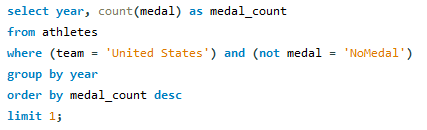 select year, count(medal) as medal_count
from athletes
where (team = 'United States') and (not medal = 'NoMedal')
group by year
order by medal_count desc
limit 1;